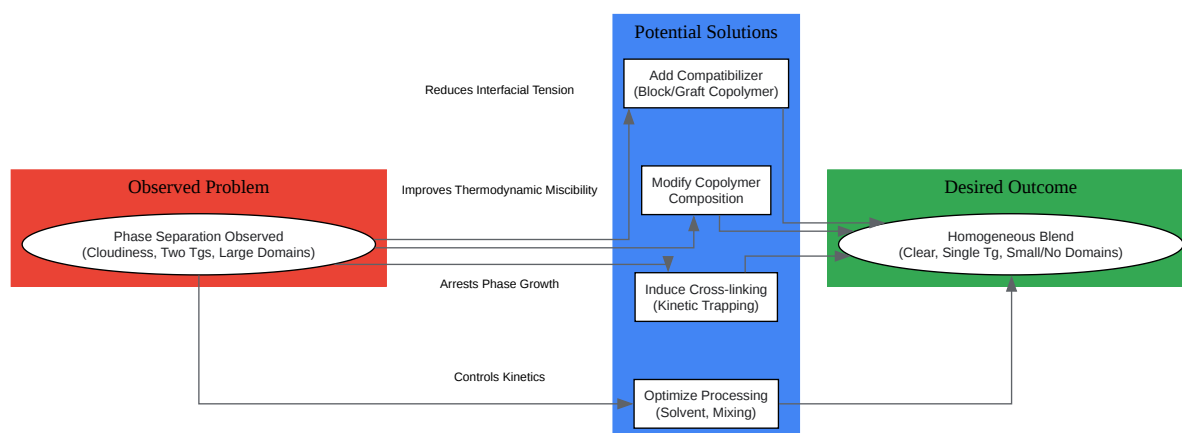 Potential Solutions
Add Compatibilizer
(Block/Graft Copolymer)
Reduces Interfacial Tension
Observed Problem
Improves Thermodynamic Miscibility
Modify Copolymer
Composition
Desired Outcome
Phase Separation Observed
(Cloudiness, Two Tgs, Large Domains)
Homogeneous Blend
(Clear, Single Tg, Small/No Domains)
Arrests Phase Growth
Induce Cross-linking
(Kinetic Trapping)
Controls Kinetics
Optimize Processing
(Solvent, Mixing)